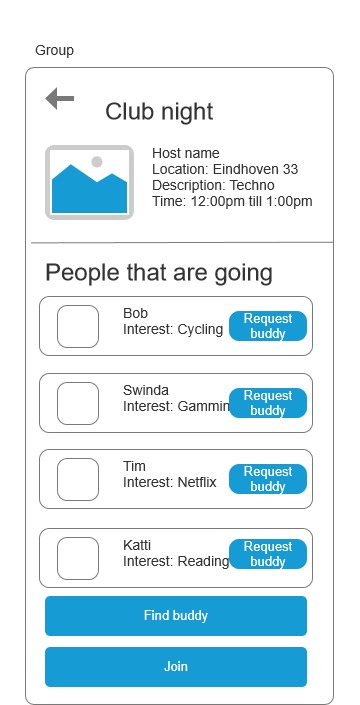 Group
Club night
Host name
Location: Eindhoven 33
Description: Techno
Time: 12:00pm till 1:00pm
People that are going
Bob
Interest: Cycling
Request
buddy
Swinda
Interest: Gammin
Request
buddy
Tim
Interest: Netflix
Request
buddy
Katti
Interest: Reading
Request
buddy
Find buddy
Join